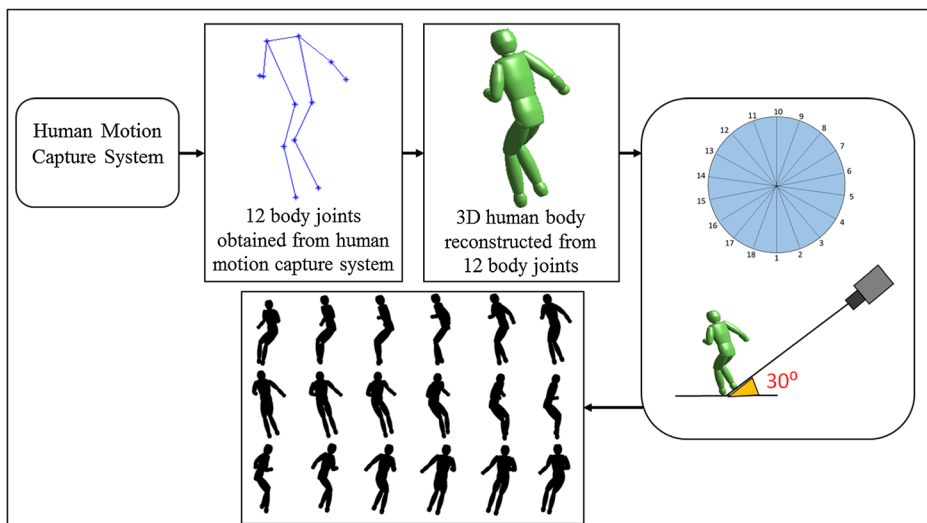 Human Motion
Capture System
12 body joints
obtained from human
motion capture system
3D human body
reconstructed from
12 body joints
10
11
9
12
8
13
7
14
6
15
5
16
4
17
3
18
2
1
30⁰